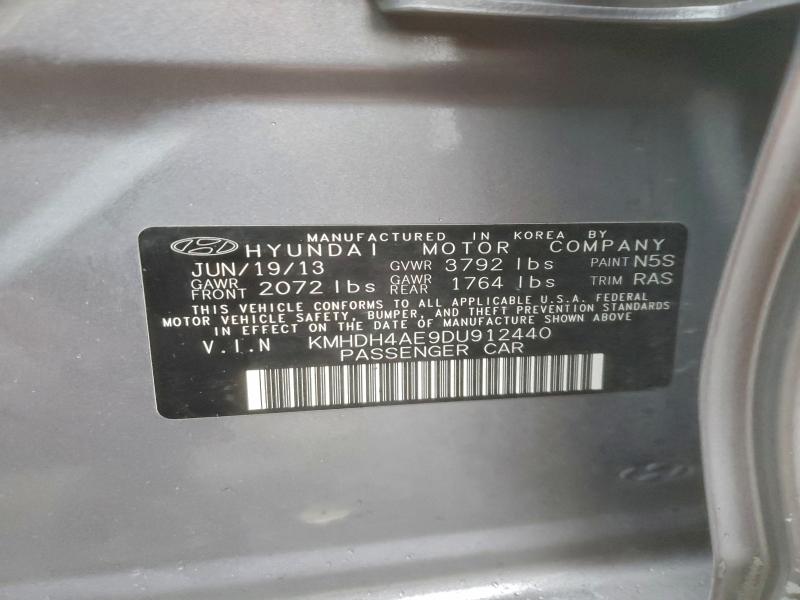 MANUFACTURED IN KOREA BY
HYUNDAI MOTOR COMPANY
JUN/19/13 GVWR 3792 lbs PAINT N5S
GAWR FRONT 2072 lbs GAWR REAR 1764 lbs TRIM RAS
THIS VEHICLE CONFORMS TO ALL APPLICABLE U.S.A. FEDERAL
MOTOR VEHICLE SAFETY, BUMPER, AND THEFT PREVENTION STANDARDS
IN EFFECT ON THE DATE OF MANUFACTURE SHOWN ABOVE.
V.I.N KMHDH4AE9DU912440
PASSENGER CAR